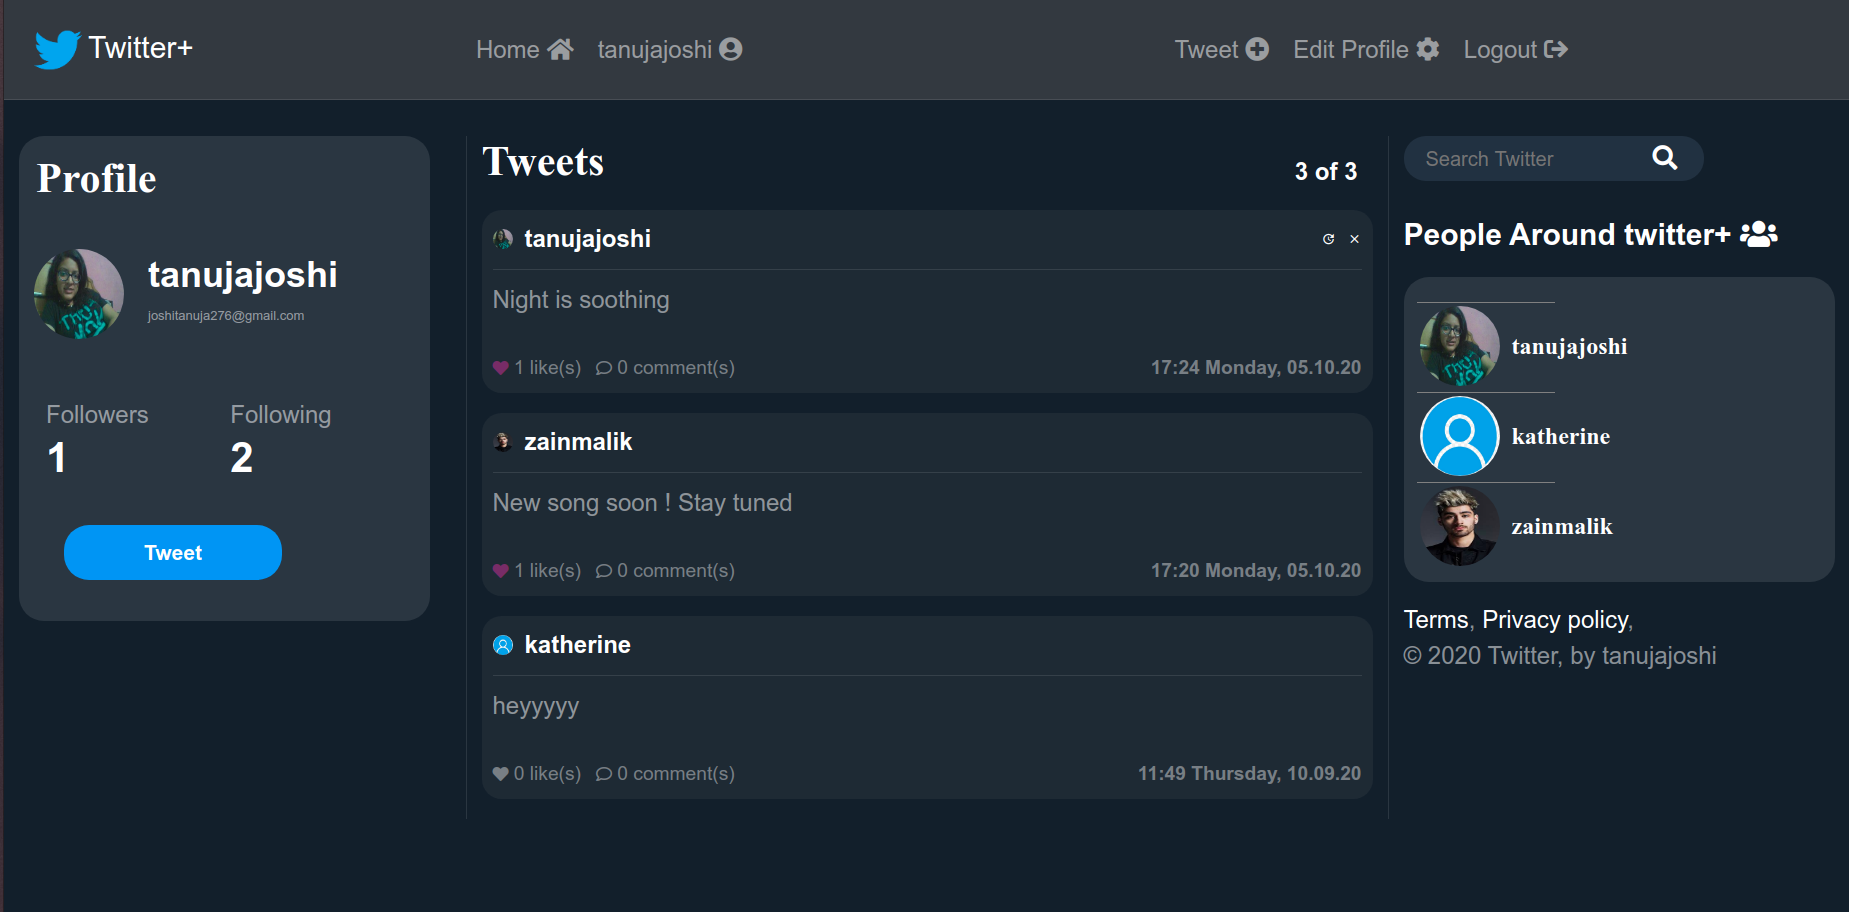 Twitter+
Home
tanujajoshi
Tweet
Edit Profile
Logout
Profile
tanujajoshi
joshitanuja276@gmail.com
Followers
Following
1
2
Tweet
Tweets
3 of 3
tanujajoshi
Night is soothing
1 like(s)
0 comment(s)
17:24 Monday, 05.10.20
zainmalik
New song soon ! Stay tuned
1 like(s)
0 comment(s)
17:20 Monday, 05.10.20
katherine
heyyyyy
0 like(s)
0 comment(s)
11:49 Thursday, 10.09.20
Search Twitter
People Around twitter+
tanujajoshi
katherine
zainmalik
Terms, Privacy policy,
© 2020 Twitter, by tanujajoshi